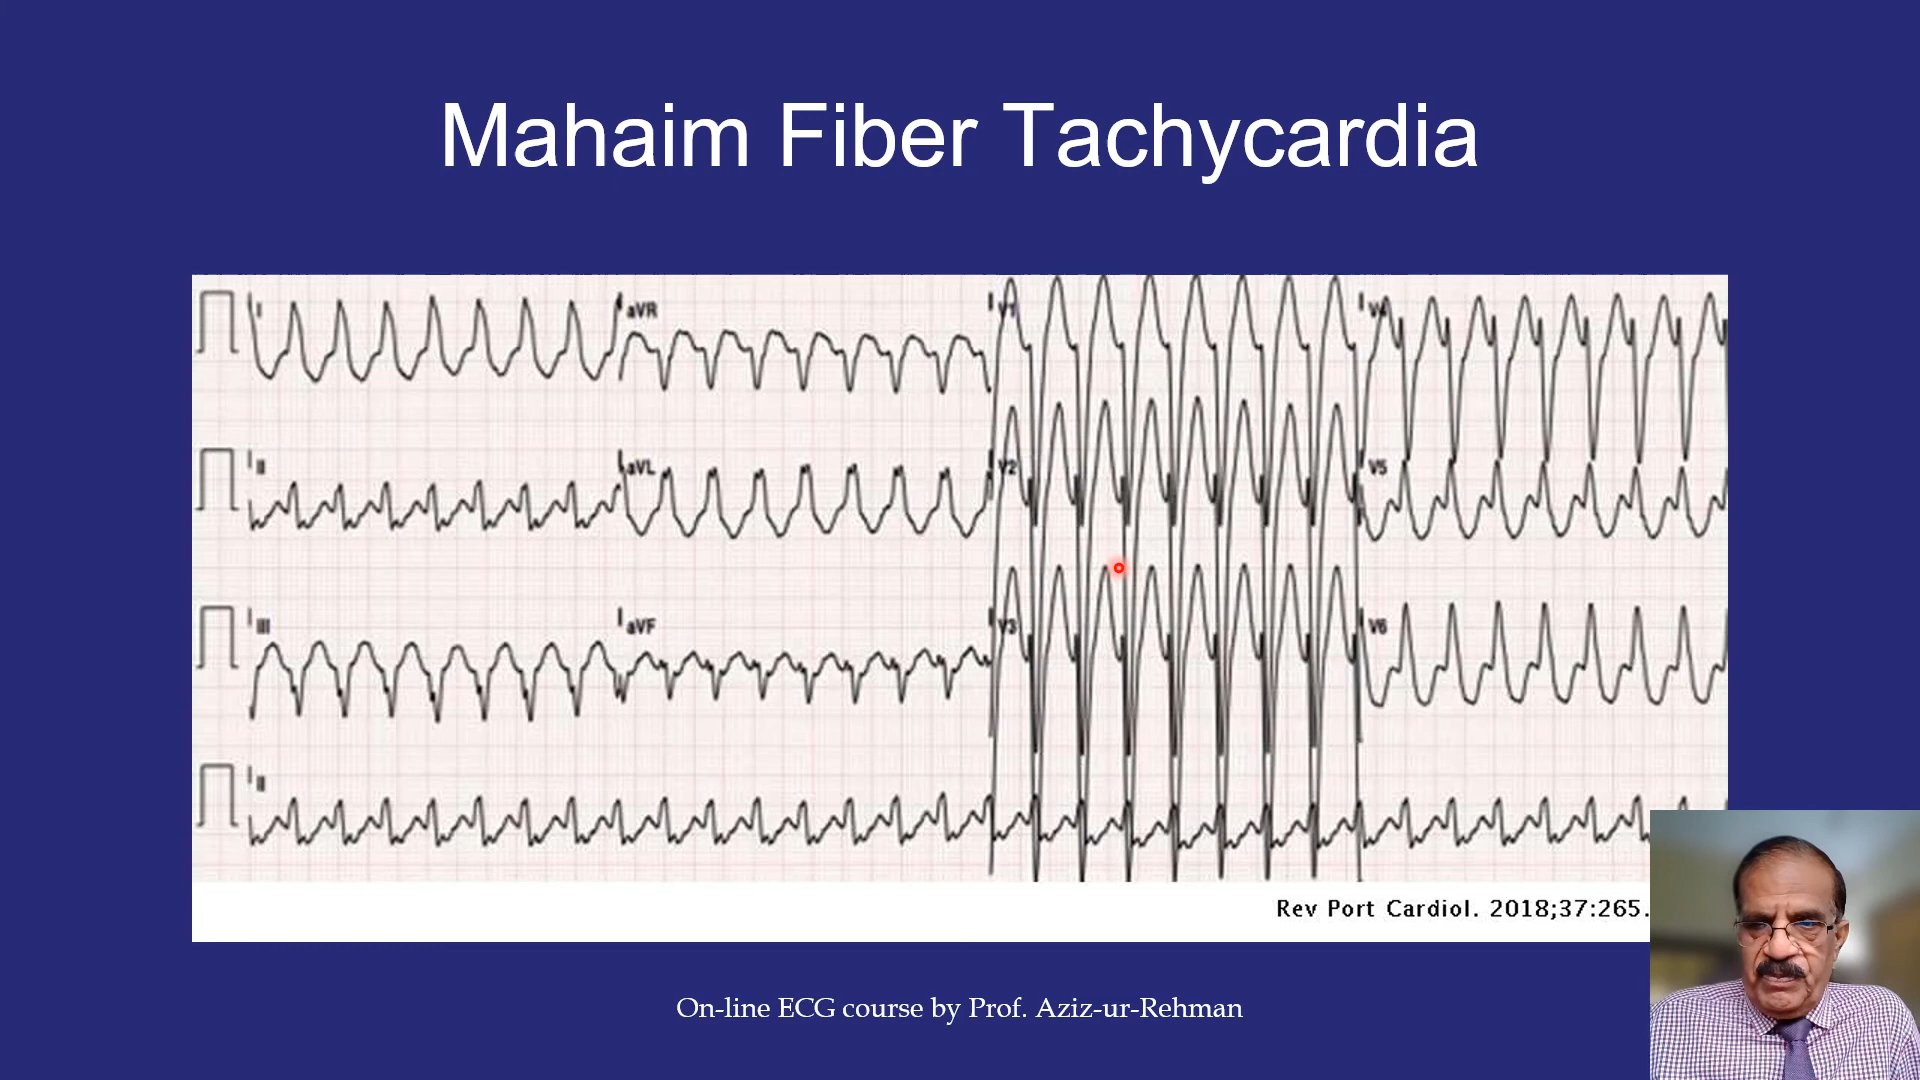 Mahaim Fiber Tachycardia
I aVR V1 V4
II aVL V2 V5
III aVF V3 V6
II
Rev Port Cardiol. 2018;37:265.
On-line ECG course by Prof. Aziz-ur-Rehman